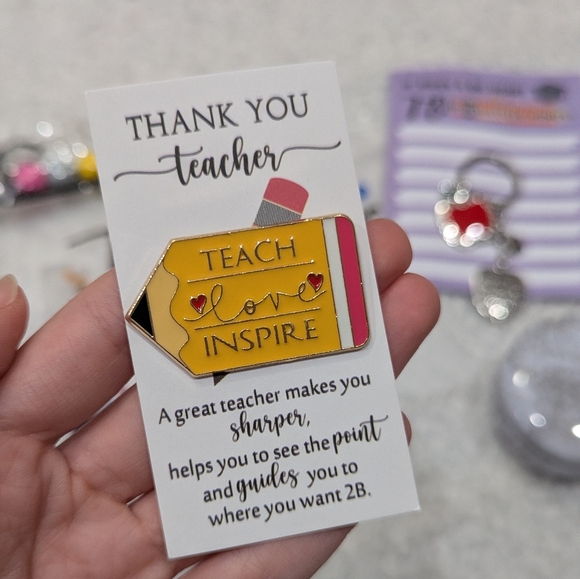 THANK YOU
teacher
TEACH
love
INSPIRE
A great teacher makes you
sharper,
helps you to see the point
and guides you to
where you want 2B.